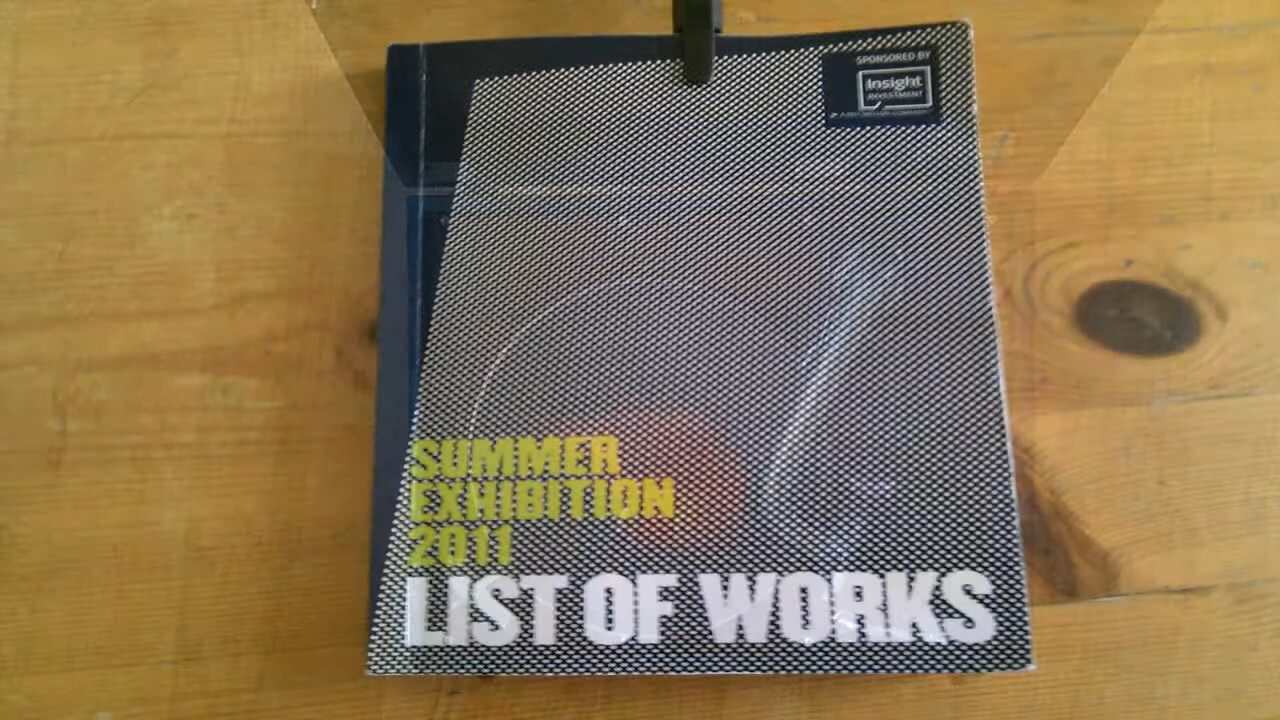 SPONSORED BY
Insight
INVESTMENT
SUMMER
EXHIBITION
2011
LIST OF WORKS